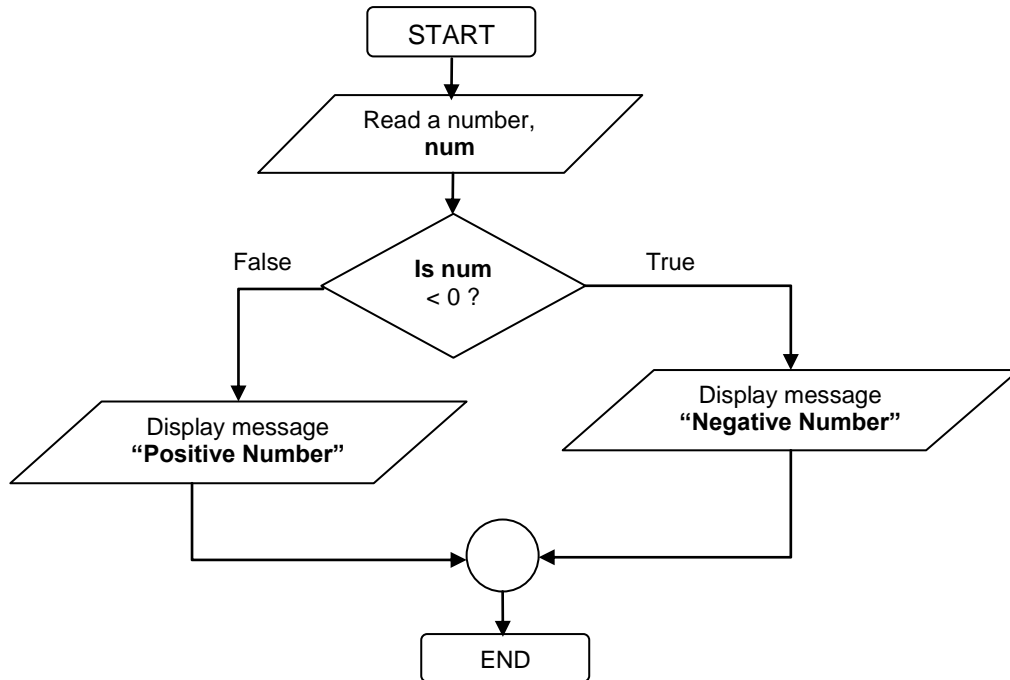 START
Read a number,
num
False
Is num
< 0 ?
True
Display message
“Positive Number”
Display message
“Negative Number”
END